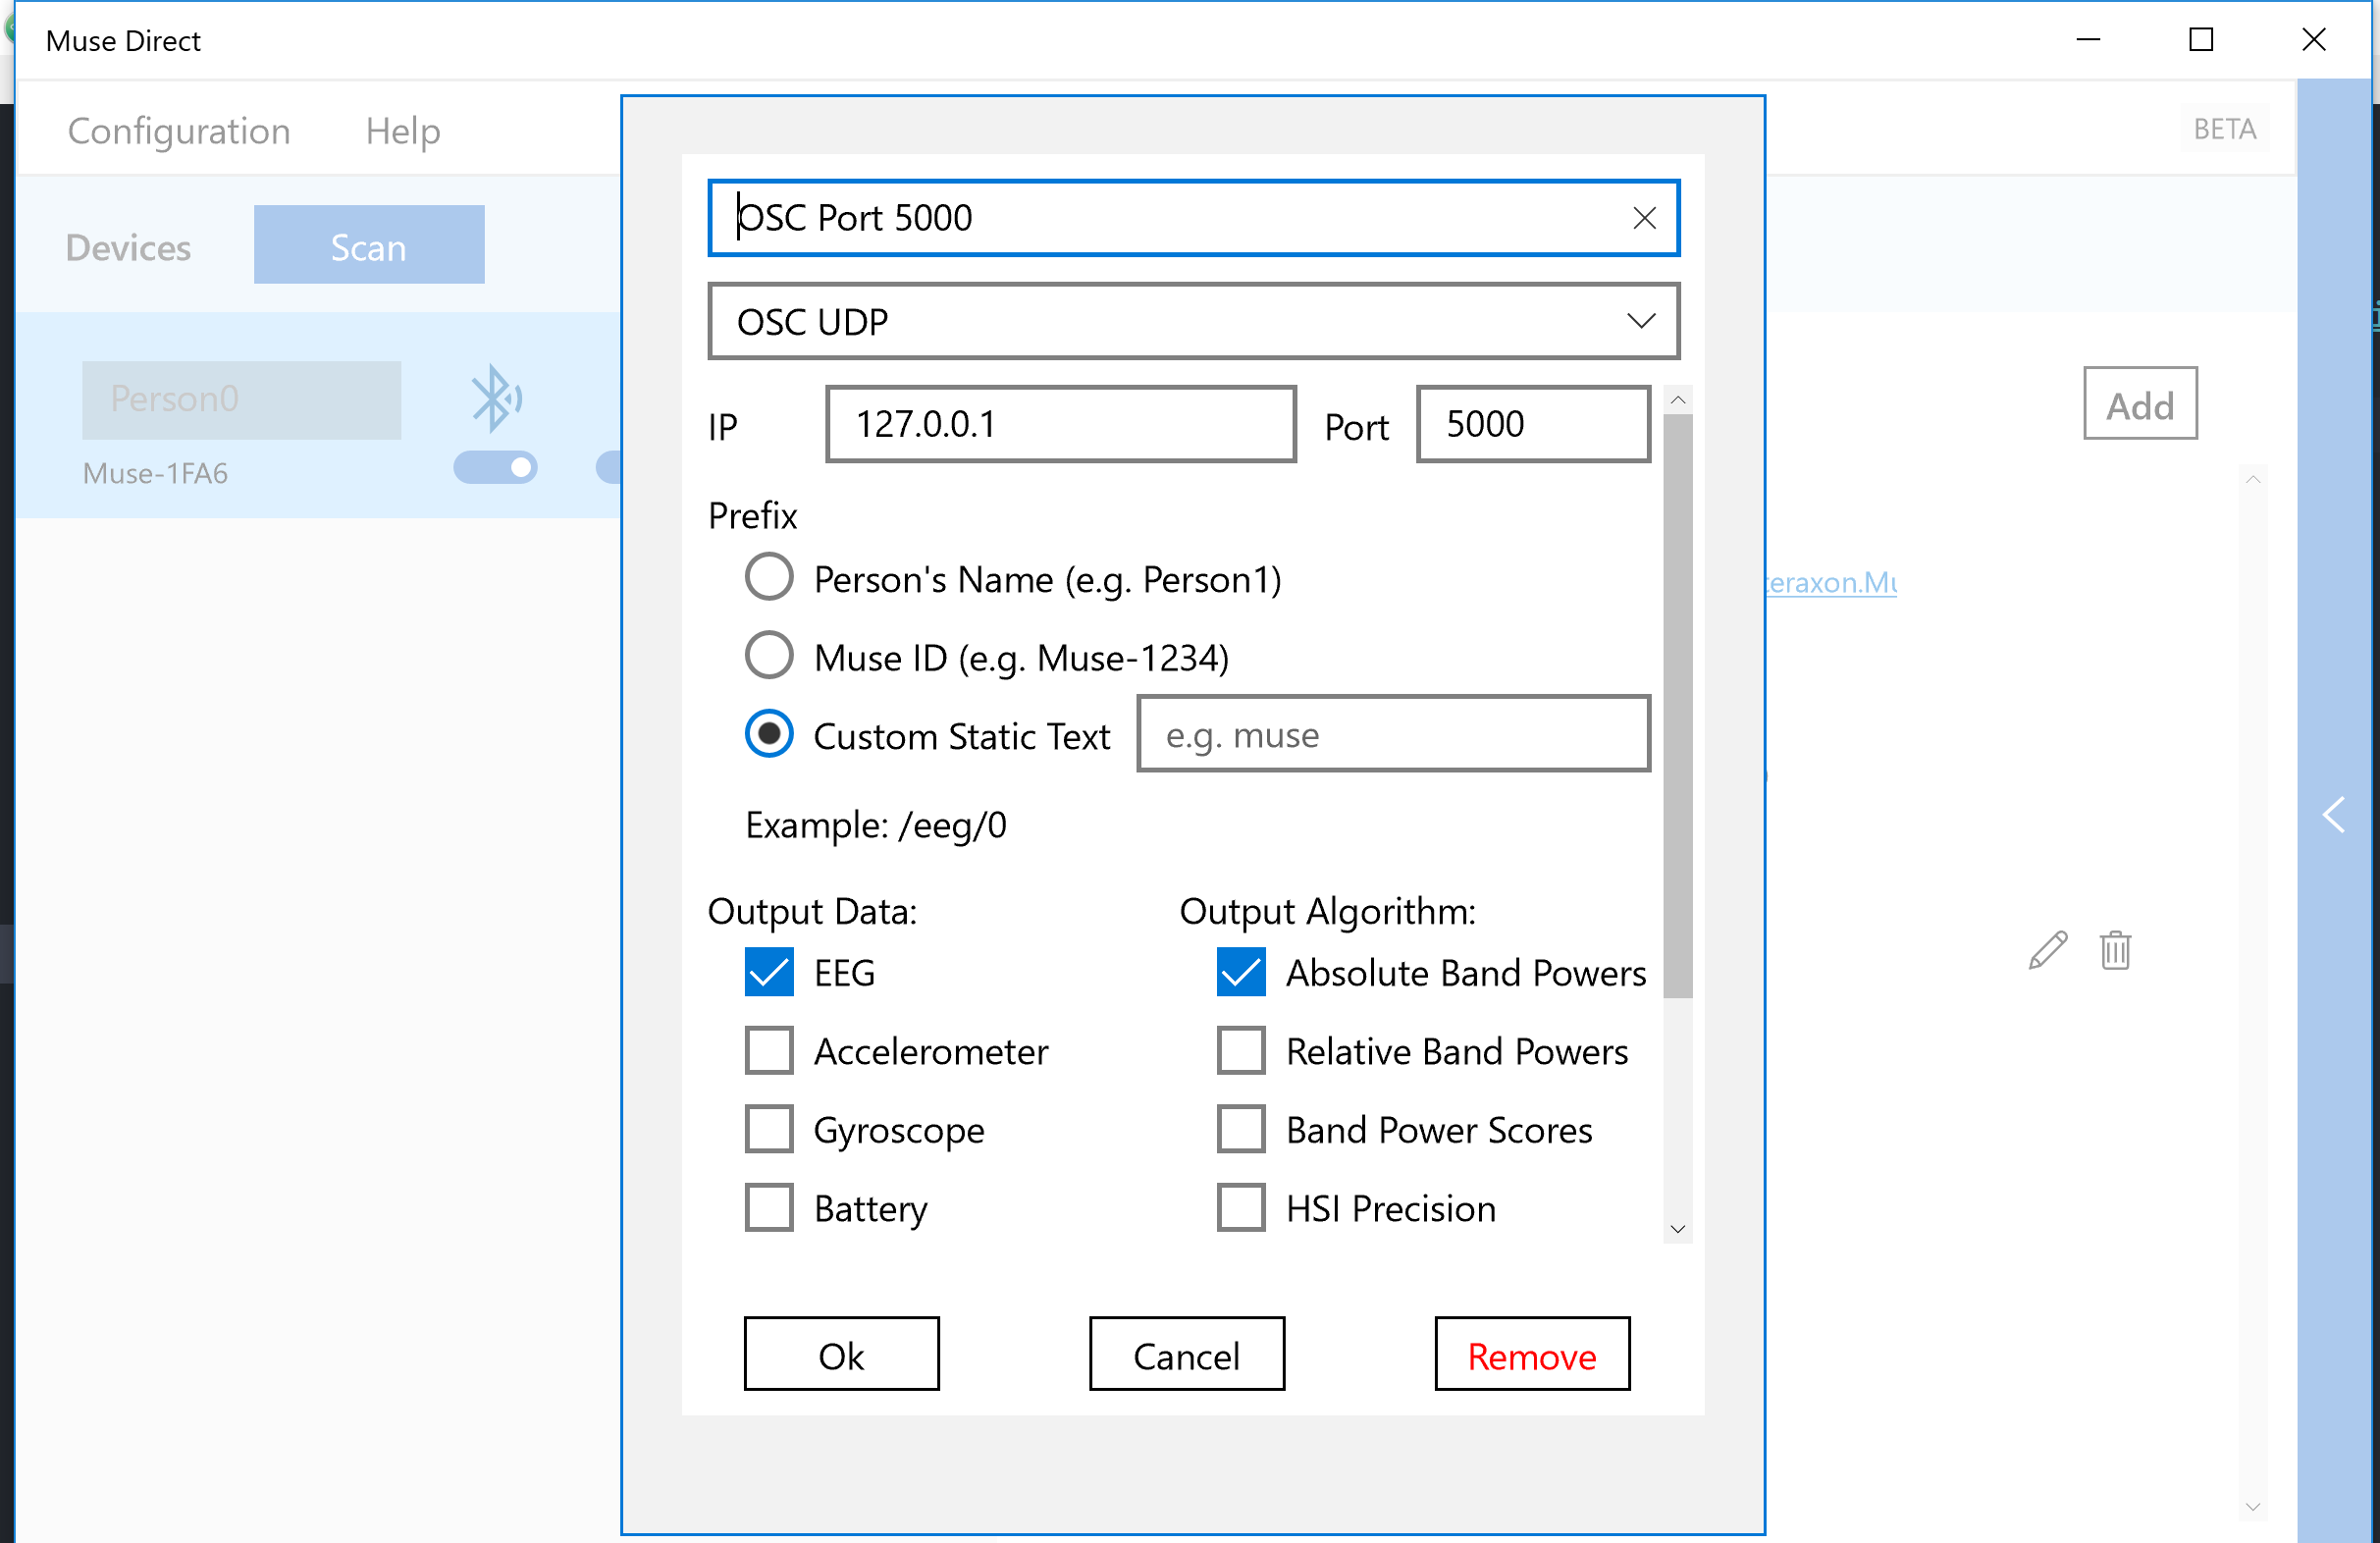 Muse Direct
Configuration Help
BETA
Devices Scan
Person0
Muse-1FA6
Add
OSC Port 5000
OSC UDP
IP 127.0.0.1 Port 5000
Prefix
Person's Name (e.g. Person1)
Muse ID (e.g. Muse-1234)
Custom Static Text e.g. muse
Example: /eeg/0
Output Data: Output Algorithm:
EEG Absolute Band Powers
Accelerometer Relative Band Powers
Gyroscope Band Power Scores
Battery HSI Precision
Ok Cancel Remove